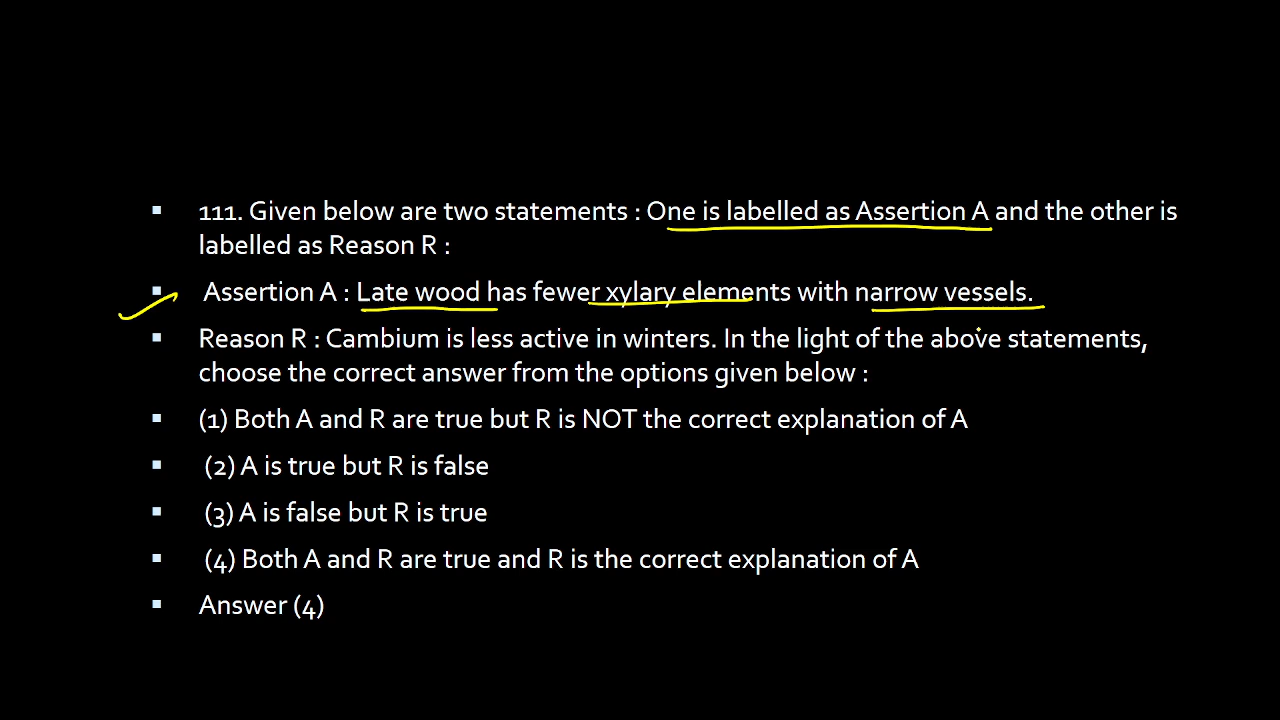 111. Given below are two statements : One is labelled as Assertion A and the other is
labelled as Reason R :
Assertion A : Late wood has fewer xylary elements with narrow vessels.
Reason R : Cambium is less active in winters. In the light of the above statements,
choose the correct answer from the options given below :
(1) Both A and R are true but R is NOT the correct explanation of A
(2) A is true but R is false
(3) A is false but R is true
(4) Both A and R are true and R is the correct explanation of A
Answer (4)